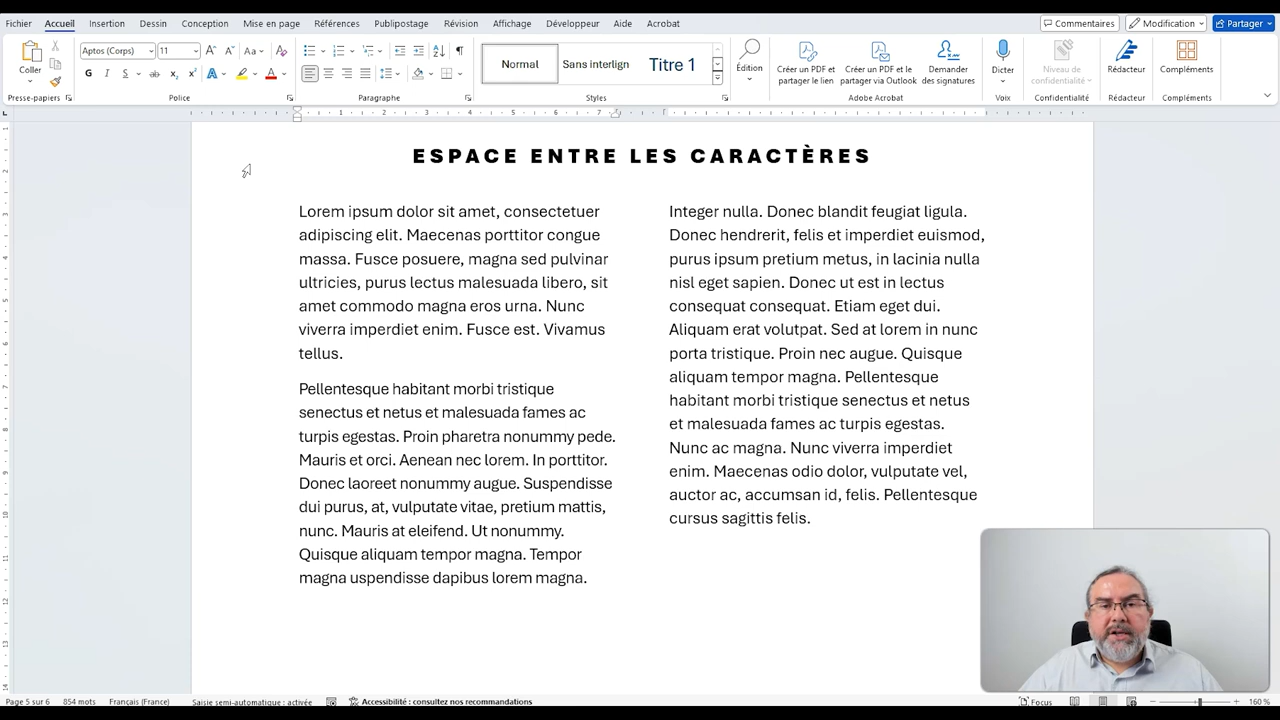 Fichier Accueil Insertion Dessin Conception Mise en page Références Publipostage Révision Affichage Développeur Aide Acrobat Commentaires Modification Partager
Coller
Aptos (Corps) 11
Normal Sans interlign Titre 1
Édition
Créer un PDF et partager le lien
Créer un PDF et partager via Outlook
Demander des signatures
Dicter
Niveau de confidentialité
Rédacteur
Compléments
Presse-papiers Police Paragraphe Styles Adobe Acrobat Voix Confidentialité Rédacteur Compléments
ESPACE ENTRE LES CARACTÈRES
Lorem ipsum dolor sit amet, consectetuer
adipiscing elit. Maecenas porttitor congue
massa. Fusce posuere, magna sed pulvinar
ultricies, purus lectus malesuada libero, sit
amet commodo magna eros urna. Nunc
viverra imperdiet enim. Fusce est. Vivamus
tellus.
Pellentesque habitant morbi tristique
senectus et netus et malesuada fames ac
turpis egestas. Proin pharetra nonummy pede.
Mauris et orci. Aenean nec lorem. In porttitor.
Donec laoreet nonummy augue. Suspendisse
dui purus, at, vulputate vitae, pretium mattis,
nunc. Mauris at eleifend. Ut nonummy.
Quisque aliquam tempor magna. Tempor
magna uspendisse dapibus lorem magna.
Integer nulla. Donec blandit feugiat ligula.
Donec hendrerit, felis et imperdiet euismod,
purus ipsum pretium metus, in lacinia nulla
nisl eget sapien. Donec ut est in lectus
consequat consequat. Etiam eget dui.
Aliquam erat volutpat. Sed at lorem in nunc
porta tristique. Proin nec augue. Quisque
aliquam tempor magna. Pellentesque
habitant morbi tristique senectus et netus
et malesuada fames ac turpis egestas.
Nunc ac magna. Nunc viverra imperdiet
enim. Maecenas odio dolor, vulputate vel,
auctor ac, accumsan id, felis. Pellentesque
cursus sagittis felis.
Page 5 sur 6 854 mots Français (France) Saisie semi-automatique : activée Accessibilité : consultez nos recommandations Focus 160 %